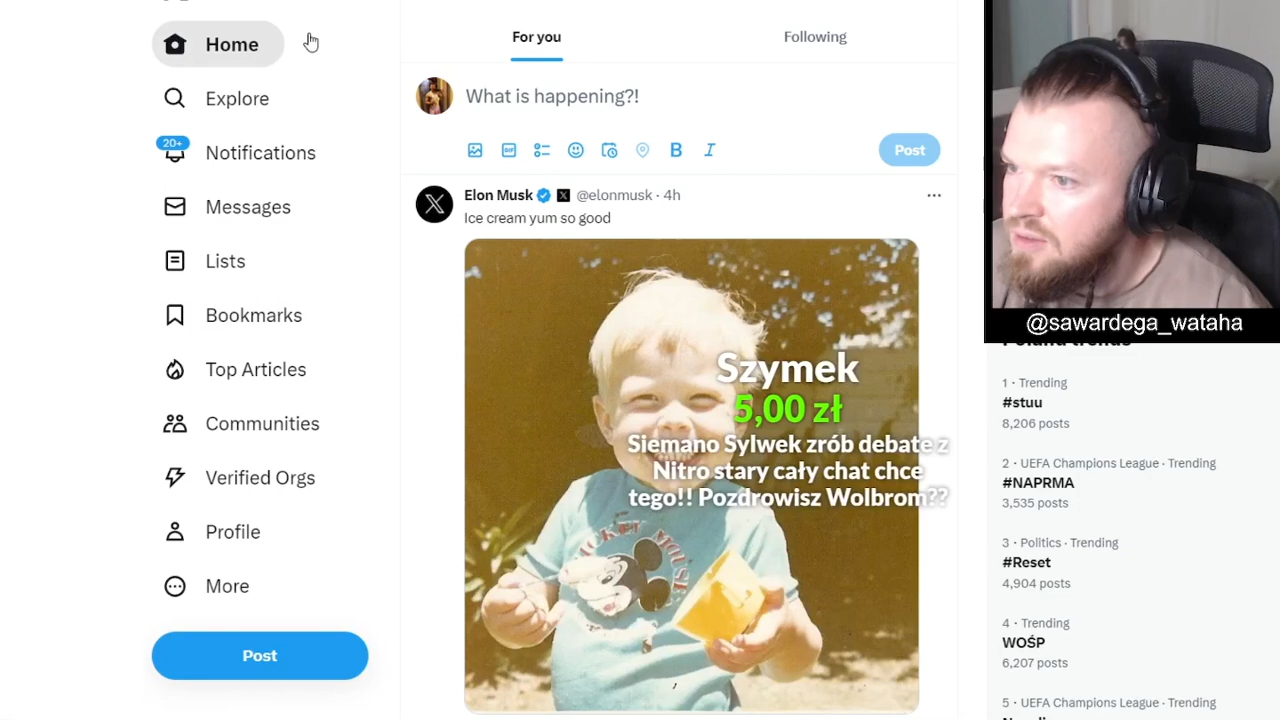 Home
Explore
20+
Notifications
Messages
Lists
Bookmarks
Top Articles
Communities
Verified Orgs
Profile
More
Post
For you
Following
What is happening?!
GIF
B I
Post
Elon Musk @elonmusk · 4h
Ice cream yum so good
Szymek
5,00 zł
Siemano Sylwek zrób debate z
Nitro stary cały chat chce
tego!! Pozdrowisz Wolbrom??
MICKEY MOUSE
@sawardega_wataha
Poland trends
1 · Trending
#stuu
8,206 posts
2 · UEFA Champions League · Trending
#NAPRMA
3,535 posts
3 · Politics · Trending
#Reset
4,904 posts
4 · Trending
WOŚP
6,207 posts
5 · UEFA Champions League · Trending